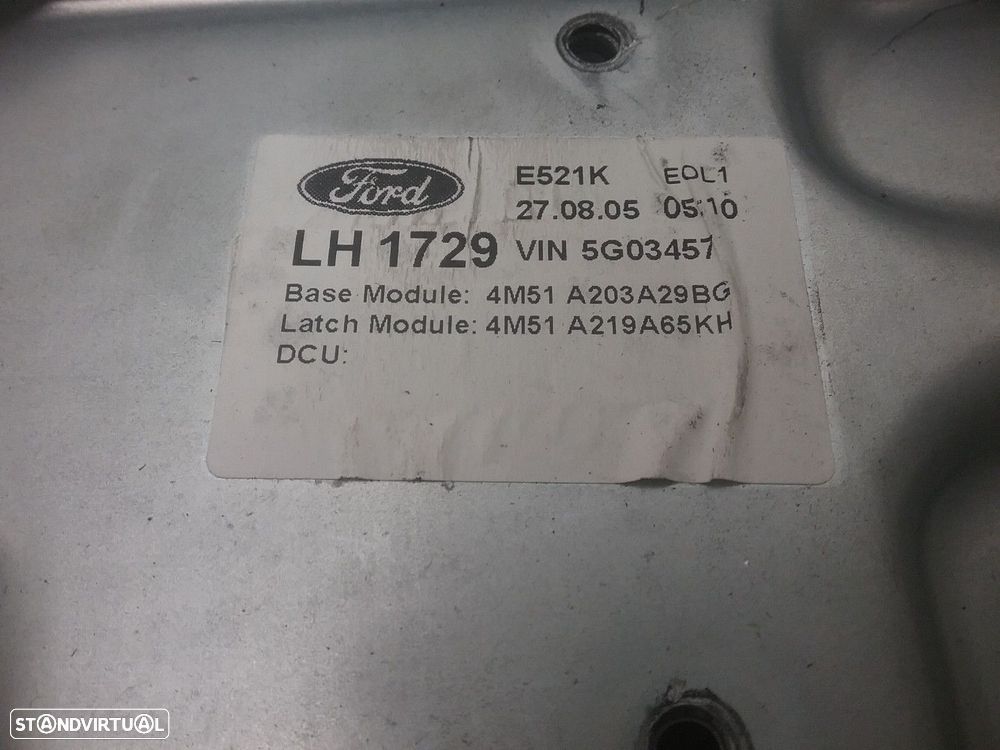 Ford
E521K EOL1
27.08.05 05:10
LH 1729 VIN 5G03457
Base Module: 4M51 A203A29BG
Latch Module: 4M51 A219A65KH
DCU:
STANDVIRTUAL